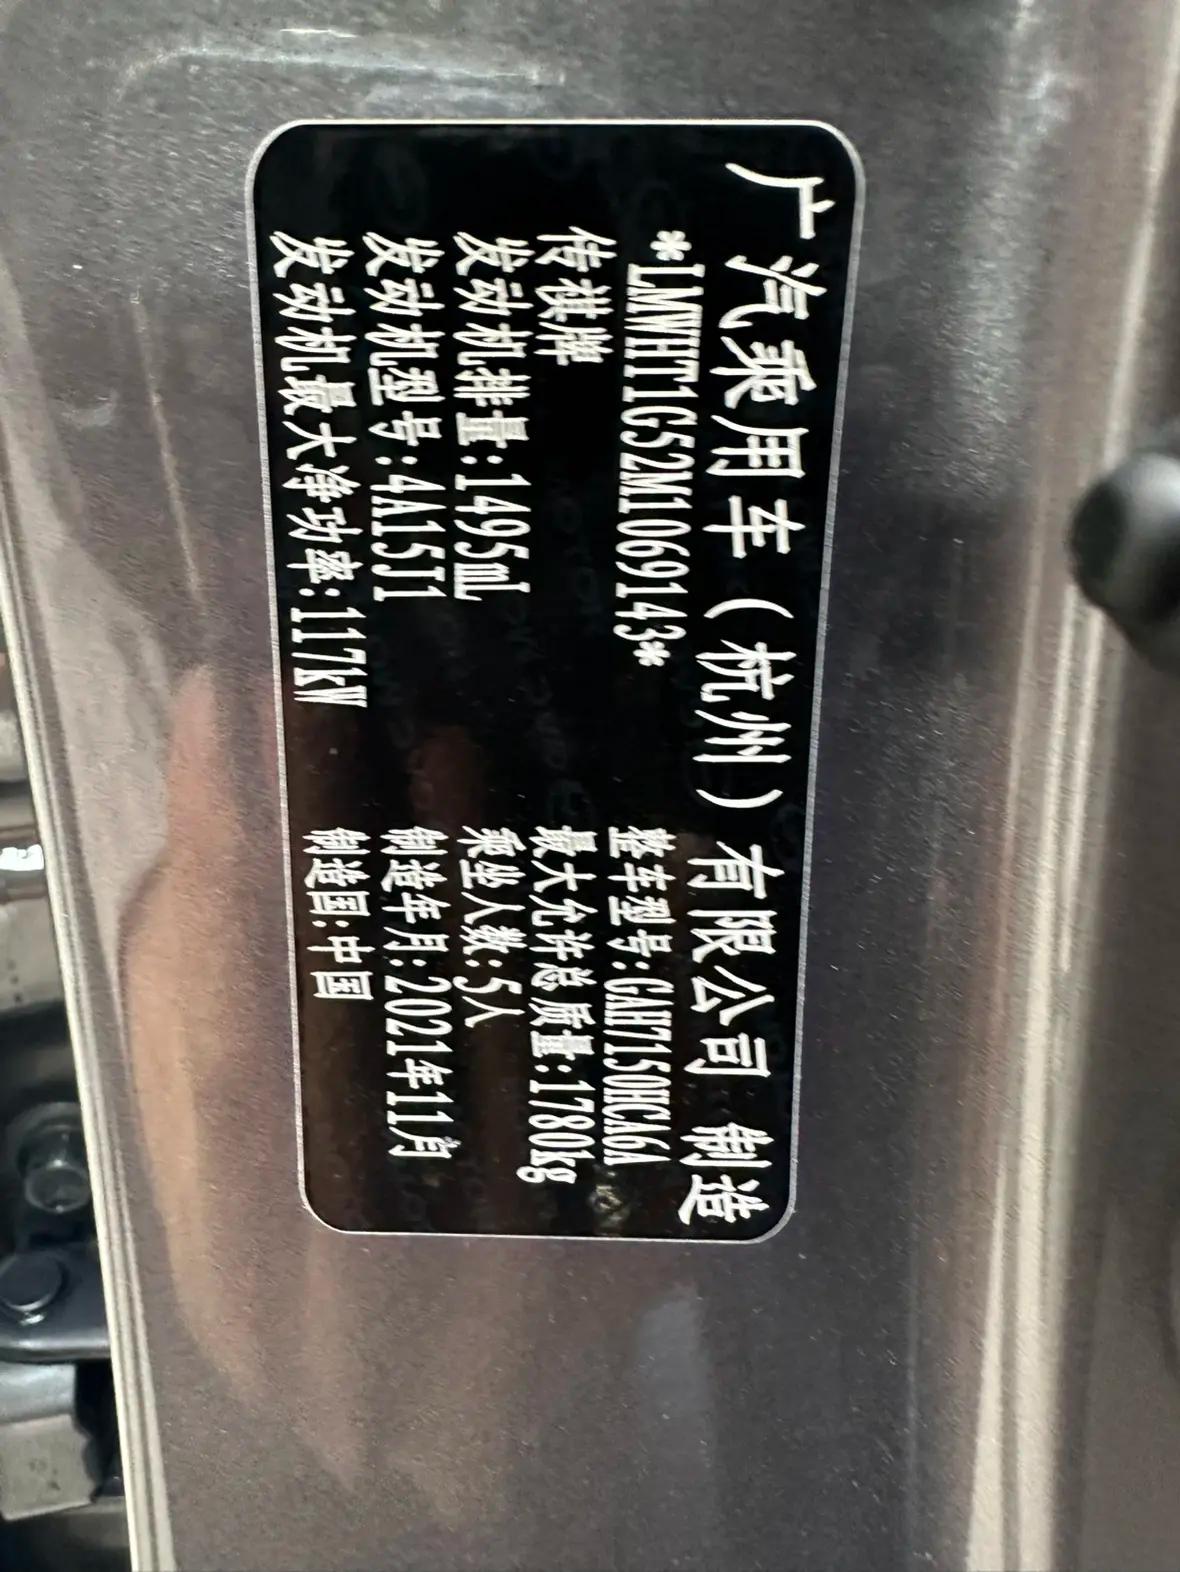 广汽乘用车（杭州）有限公司 制造
*LMWHT1G52M1069143*
整车型号:GAH7150HCA6A
传祺牌
最大允许总质量:1780kg
发动机排量:1495mL
乘坐人数:5人
发动机型号:4A15J1
制造年月:2021年11月
发动机最大净功率:117kW
制造国:中国